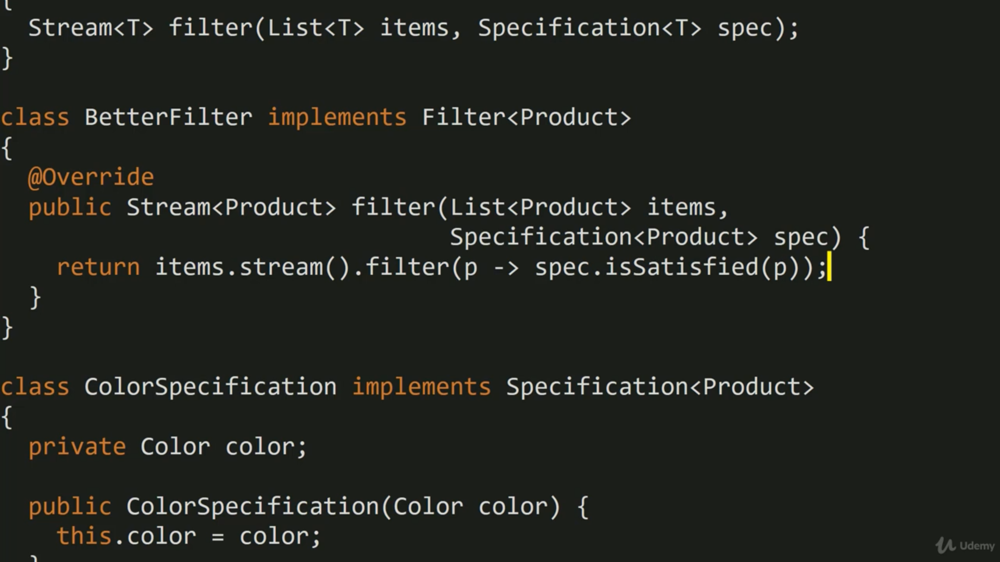 {
Stream<T> filter(List<T> items, Specification<T> spec);
}
class BetterFilter implements Filter<Product>
{
@Override
public Stream<Product> filter(List<Product> items,
Specification<Product> spec) {
return items.stream().filter(p -> spec.isSatisfied(p));
}
}
class ColorSpecification implements Specification<Product>
{
private Color color;
public ColorSpecification(Color color) {
this.color = color;
}
Udemy